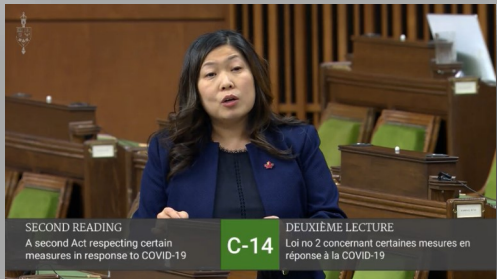 SECOND READING
A second Act respecting certain
measures in response to COVID-19
C-14
DEUXIÈME LECTURE
Loi no 2 concernant certaines mesures en
réponse à la COVID-19